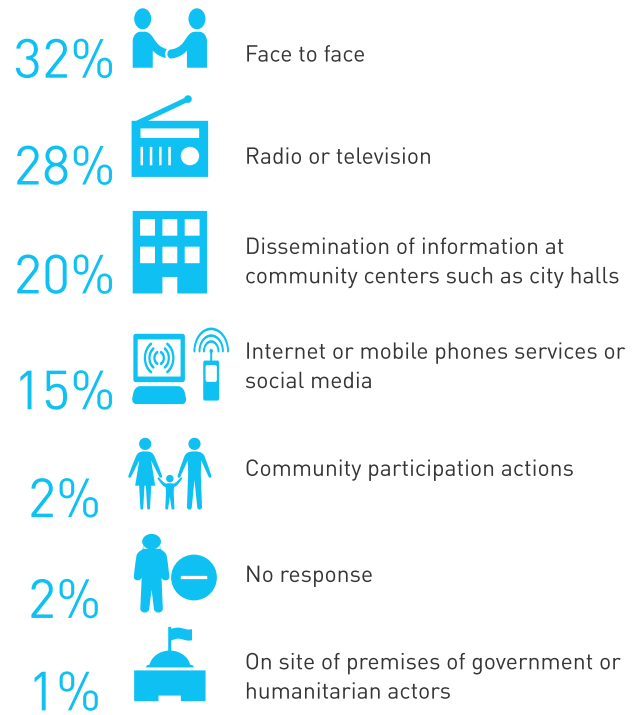 32%
Face to face
28%
Radio or television
20%
Dissemination of information at
community centers such as city halls
15%
Internet or mobile phones services or
social media
2%
Community participation actions
2%
No response
1%
On site of premises of government or
humanitarian actors